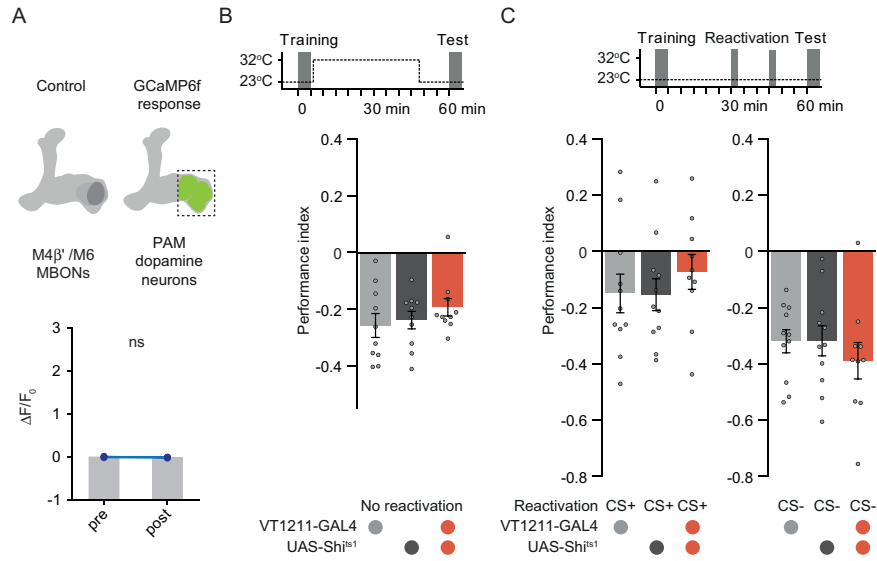 A
Control
GCaMP6f
response
M4β' /M6
MBONs
PAM
dopamine
neurons
3
2
1
0
-1
ΔF/F0
ns
pre
post
B
Training
Test
32°C
23°C
0
30 min
60 min
0.4
0.2
0
-0.2
-0.4
Performance index
No reactivation
VT1211-GAL4
UAS-Shits1
C
Training
Reactivation
Test
32°C
23°C
0
30 min
60 min
0.4
0.2
0
-0.2
-0.4
-0.6
-0.8
Performance index
0.4
0.2
0
-0.2
-0.4
-0.6
-0.8
Reactivation CS+ CS+ CS+
CS- CS- CS-
VT1211-GAL4
UAS-Shits1